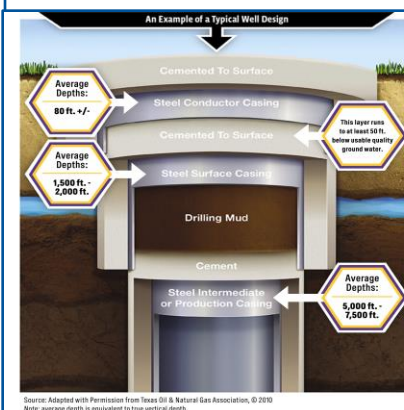 An Example of a Typical Well Design
Cemented To Surface
Average
Depths:
80 ft. +/-
Steel Conductor Casing
Cemented To Surface
This layer runs
to at least 50 ft.
below usable quality
ground water.
Average
Depths:
1,500 ft. -
2,000 ft.
Steel Surface Casing
Drilling Mud
Cement
Steel Intermediate
or Production Casing
Average
Depths:
5,000 ft. -
7,500 ft.
Source: Adapted with Permission from Texas Oil & Natural Gas Association, © 2010
Note: average depth is equivalent to true vertical depth